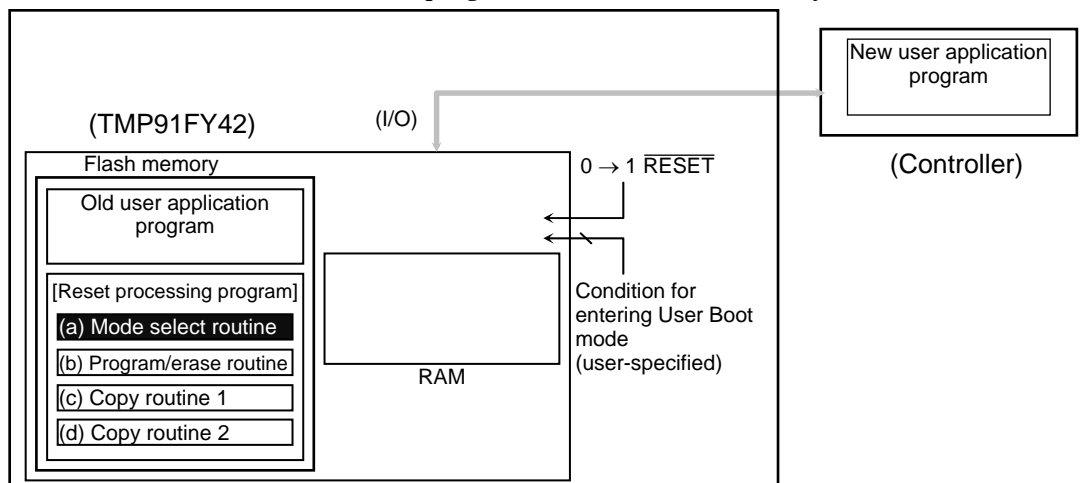 New user application
program
(TMP91FY42)
(I/O)
(Controller)
Flash memory
0 → 1 RESET
Old user application
program
[Reset processing program]
(a) Mode select routine
(b) Program/erase routine
(c) Copy routine 1
(d) Copy routine 2
RAM
Condition for
entering User Boot
mode
(user-specified)